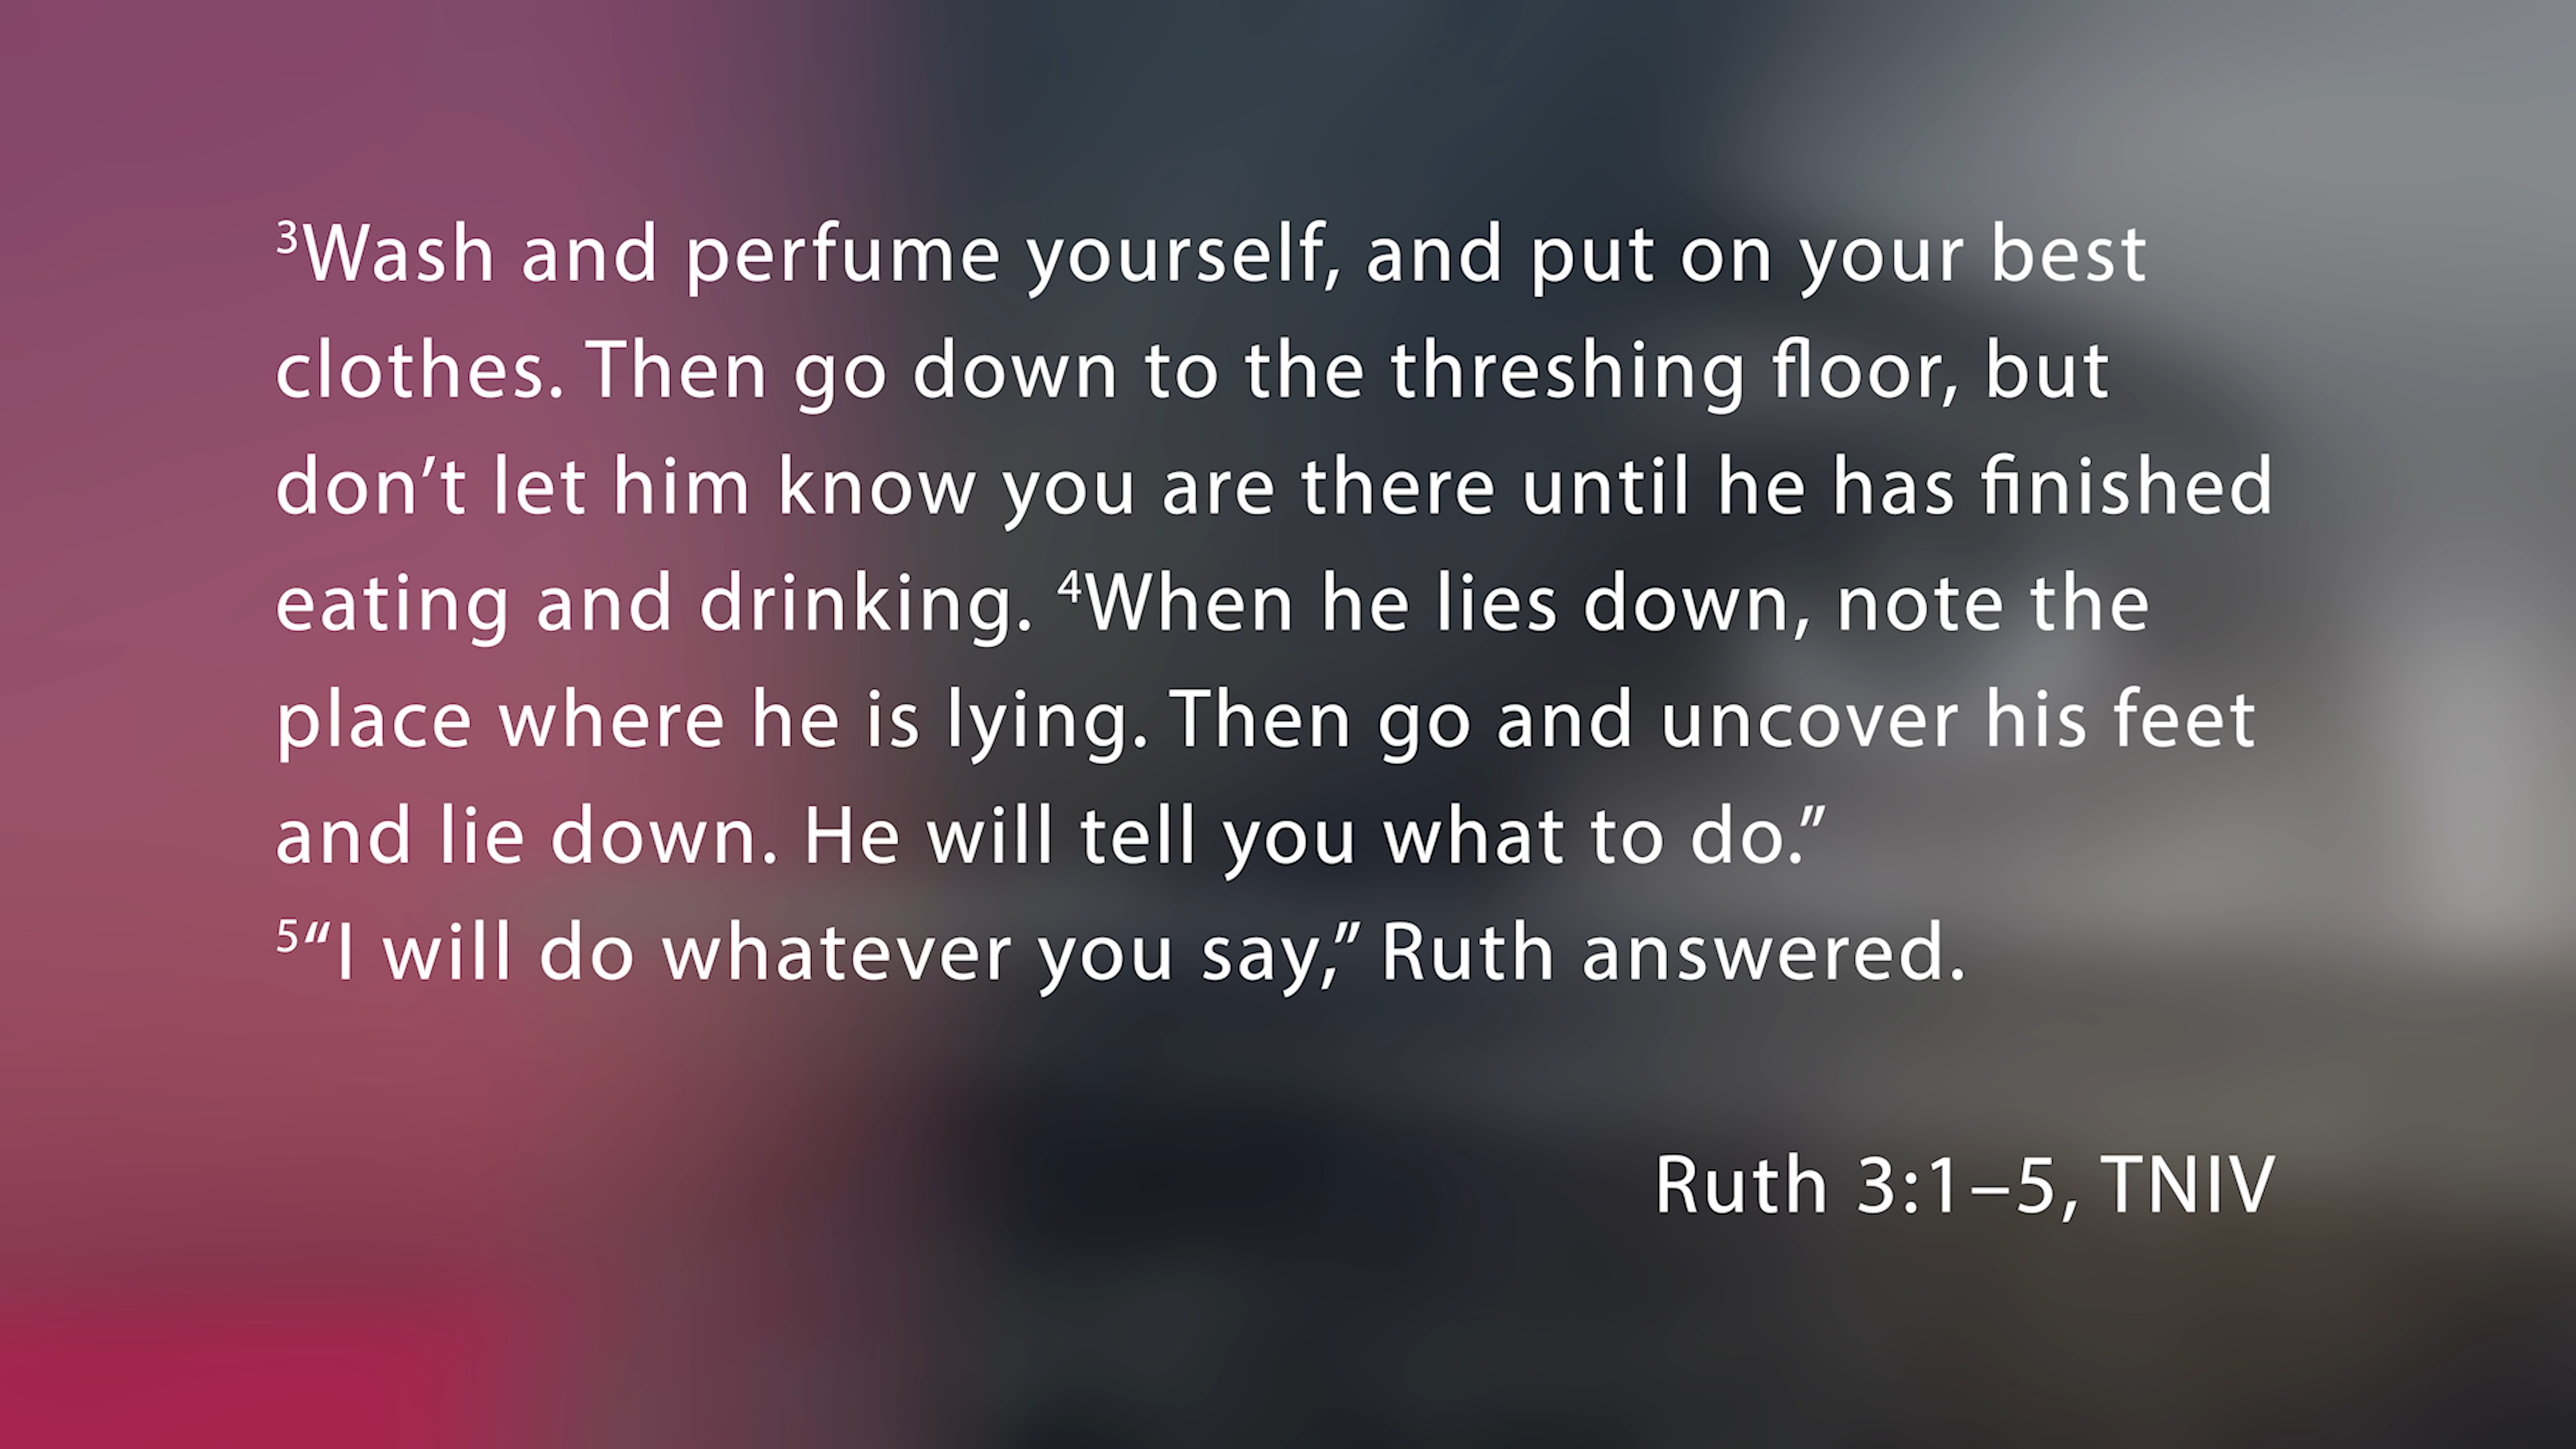 ³Wash and perfume yourself, and put on your best
clothes. Then go down to the threshing floor, but
don’t let him know you are there until he has finished
eating and drinking. ⁴When he lies down, note the
place where he is lying. Then go and uncover his feet
and lie down. He will tell you what to do.”
⁵“I will do whatever you say,” Ruth answered.
Ruth 3:1–5, TNIV